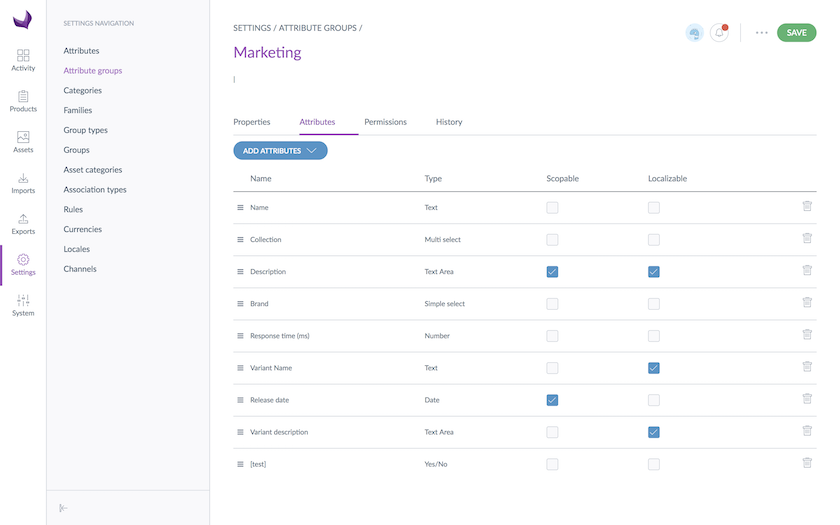 Activity
Products
Assets
Imports
Exports
Settings
System
SETTINGS NAVIGATION
Attributes
Attribute groups
Categories
Families
Group types
Groups
Asset categories
Association types
Rules
Currencies
Locales
Channels
SETTINGS / ATTRIBUTE GROUPS /
SAVE
Marketing
|
Properties Attributes Permissions History
ADD ATTRIBUTES
Name Type Scopable Localizable
Name Text
Collection Multi select
Description Text Area
Brand Simple select
Response time (ms) Number
Variant Name Text
Release date Date
Variant description Text Area
[test] Yes/No